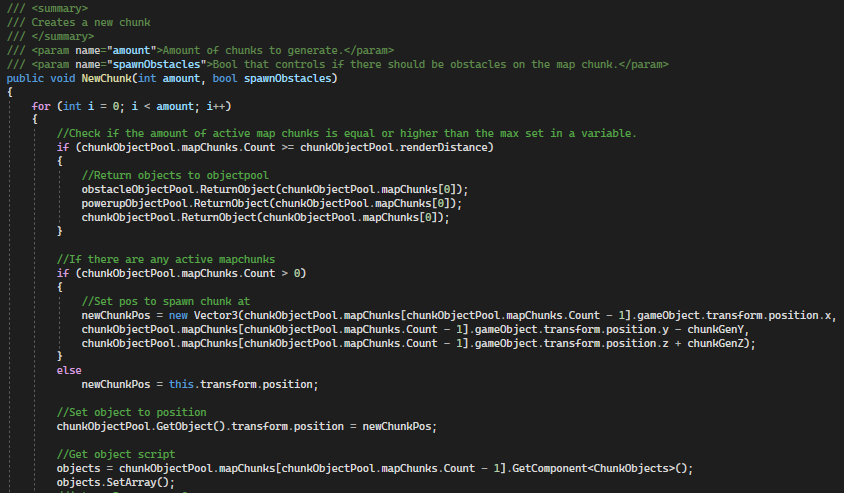 /// <summary>
/// Creates a new chunk
/// </summary>
/// <param name="amount">Amount of chunks to generate.</param>
/// <param name="spawnObstacles">Bool that controls if there should be obstacles on the map chunk.</param>
public void NewChunk(int amount, bool spawnObstacles)
{
for (int i = 0; i < amount; i++)
{
//Check if the amount of active map chunks is equal or higher than the max set in a variable.
if (chunkObjectPool.mapChunks.Count >= chunkObjectPool.renderDistance)
{
//Return objects to objectpool
obstacleObjectPool.ReturnObject(chunkObjectPool.mapChunks[0]);
powerupObjectPool.ReturnObject(chunkObjectPool.mapChunks[0]);
chunkObjectPool.ReturnObject(chunkObjectPool.mapChunks[0]);
}
//If there are any active mapchunks
if (chunkObjectPool.mapChunks.Count > 0)
{
//Set pos to spawn chunk at
newChunkPos = new Vector3(chunkObjectPool.mapChunks[chunkObjectPool.mapChunks.Count - 1].gameObject.transform.position.x,
chunkObjectPool.mapChunks[chunkObjectPool.mapChunks.Count - 1].gameObject.transform.position.y - chunkGenY,
chunkObjectPool.mapChunks[chunkObjectPool.mapChunks.Count - 1].gameObject.transform.position.z + chunkGenZ);
}
else
newChunkPos = this.transform.position;
//Set object to position
chunkObjectPool.GetObject().transform.position = newChunkPos;
//Get object script
objects = chunkObjectPool.mapChunks[chunkObjectPool.mapChunks.Count - 1].GetComponent<ChunkObjects>();
objects.SetArray();